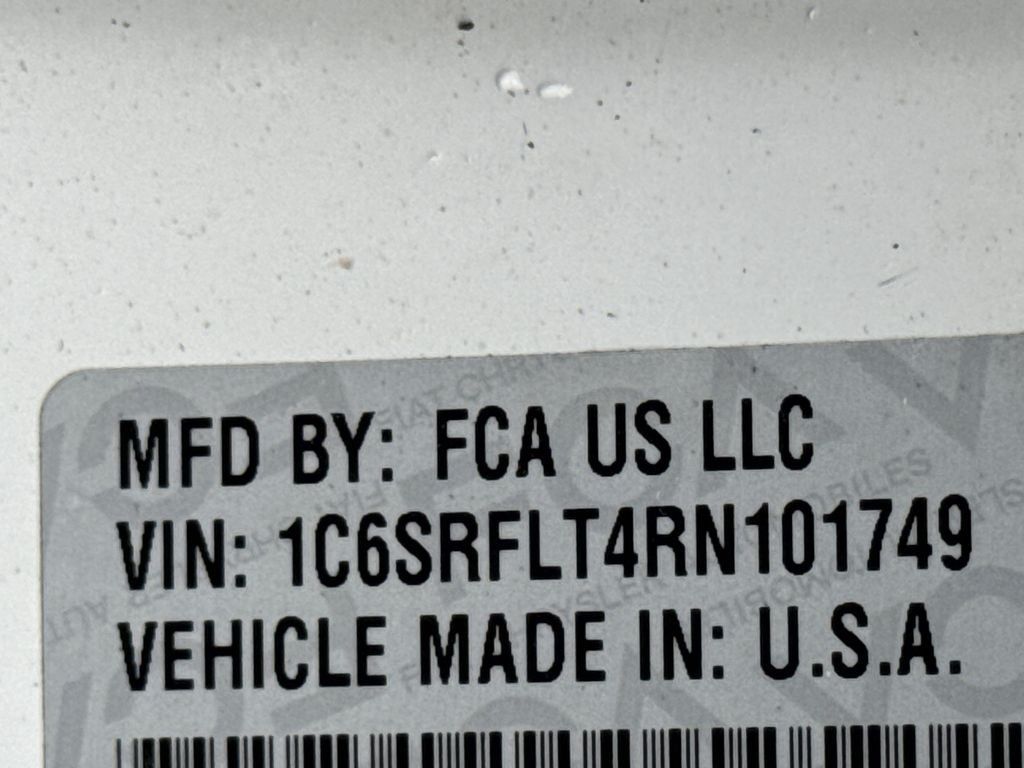 MFD BY: FCA US LLC
VIN: 1C6SRFLT4RN101749
VEHICLE MADE IN: U.S.A.